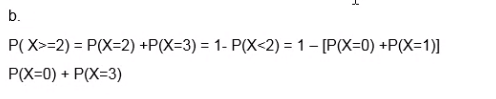 b.
P( X>=2) = P(X=2) +P(X=3) = 1- P(X<2) = 1 – [P(X=0) +P(X=1)]
P(X=0) + P(X=3)